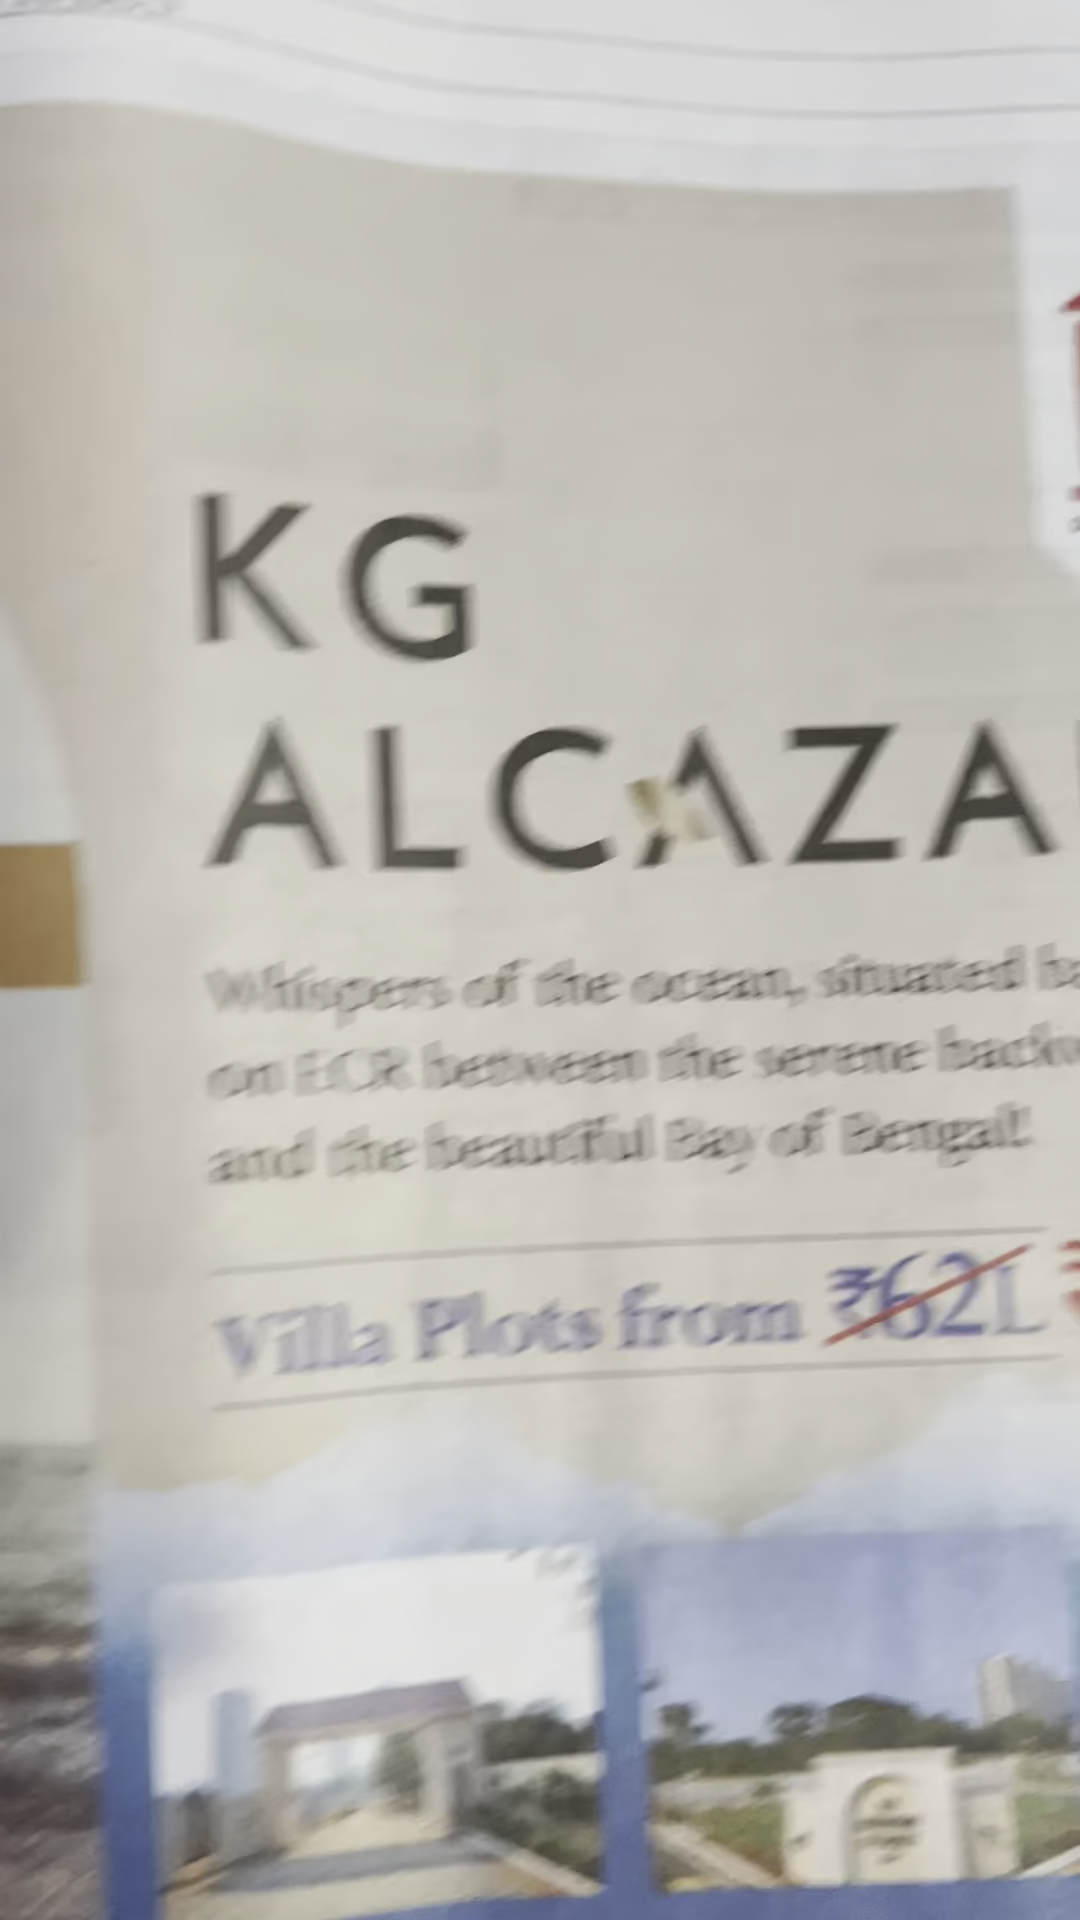 KG
ALCAZA
Whispers of the ocean, situated
on ECR between the serene
and the beautiful Bay of Bengal!
Villa Plots from ₹62L